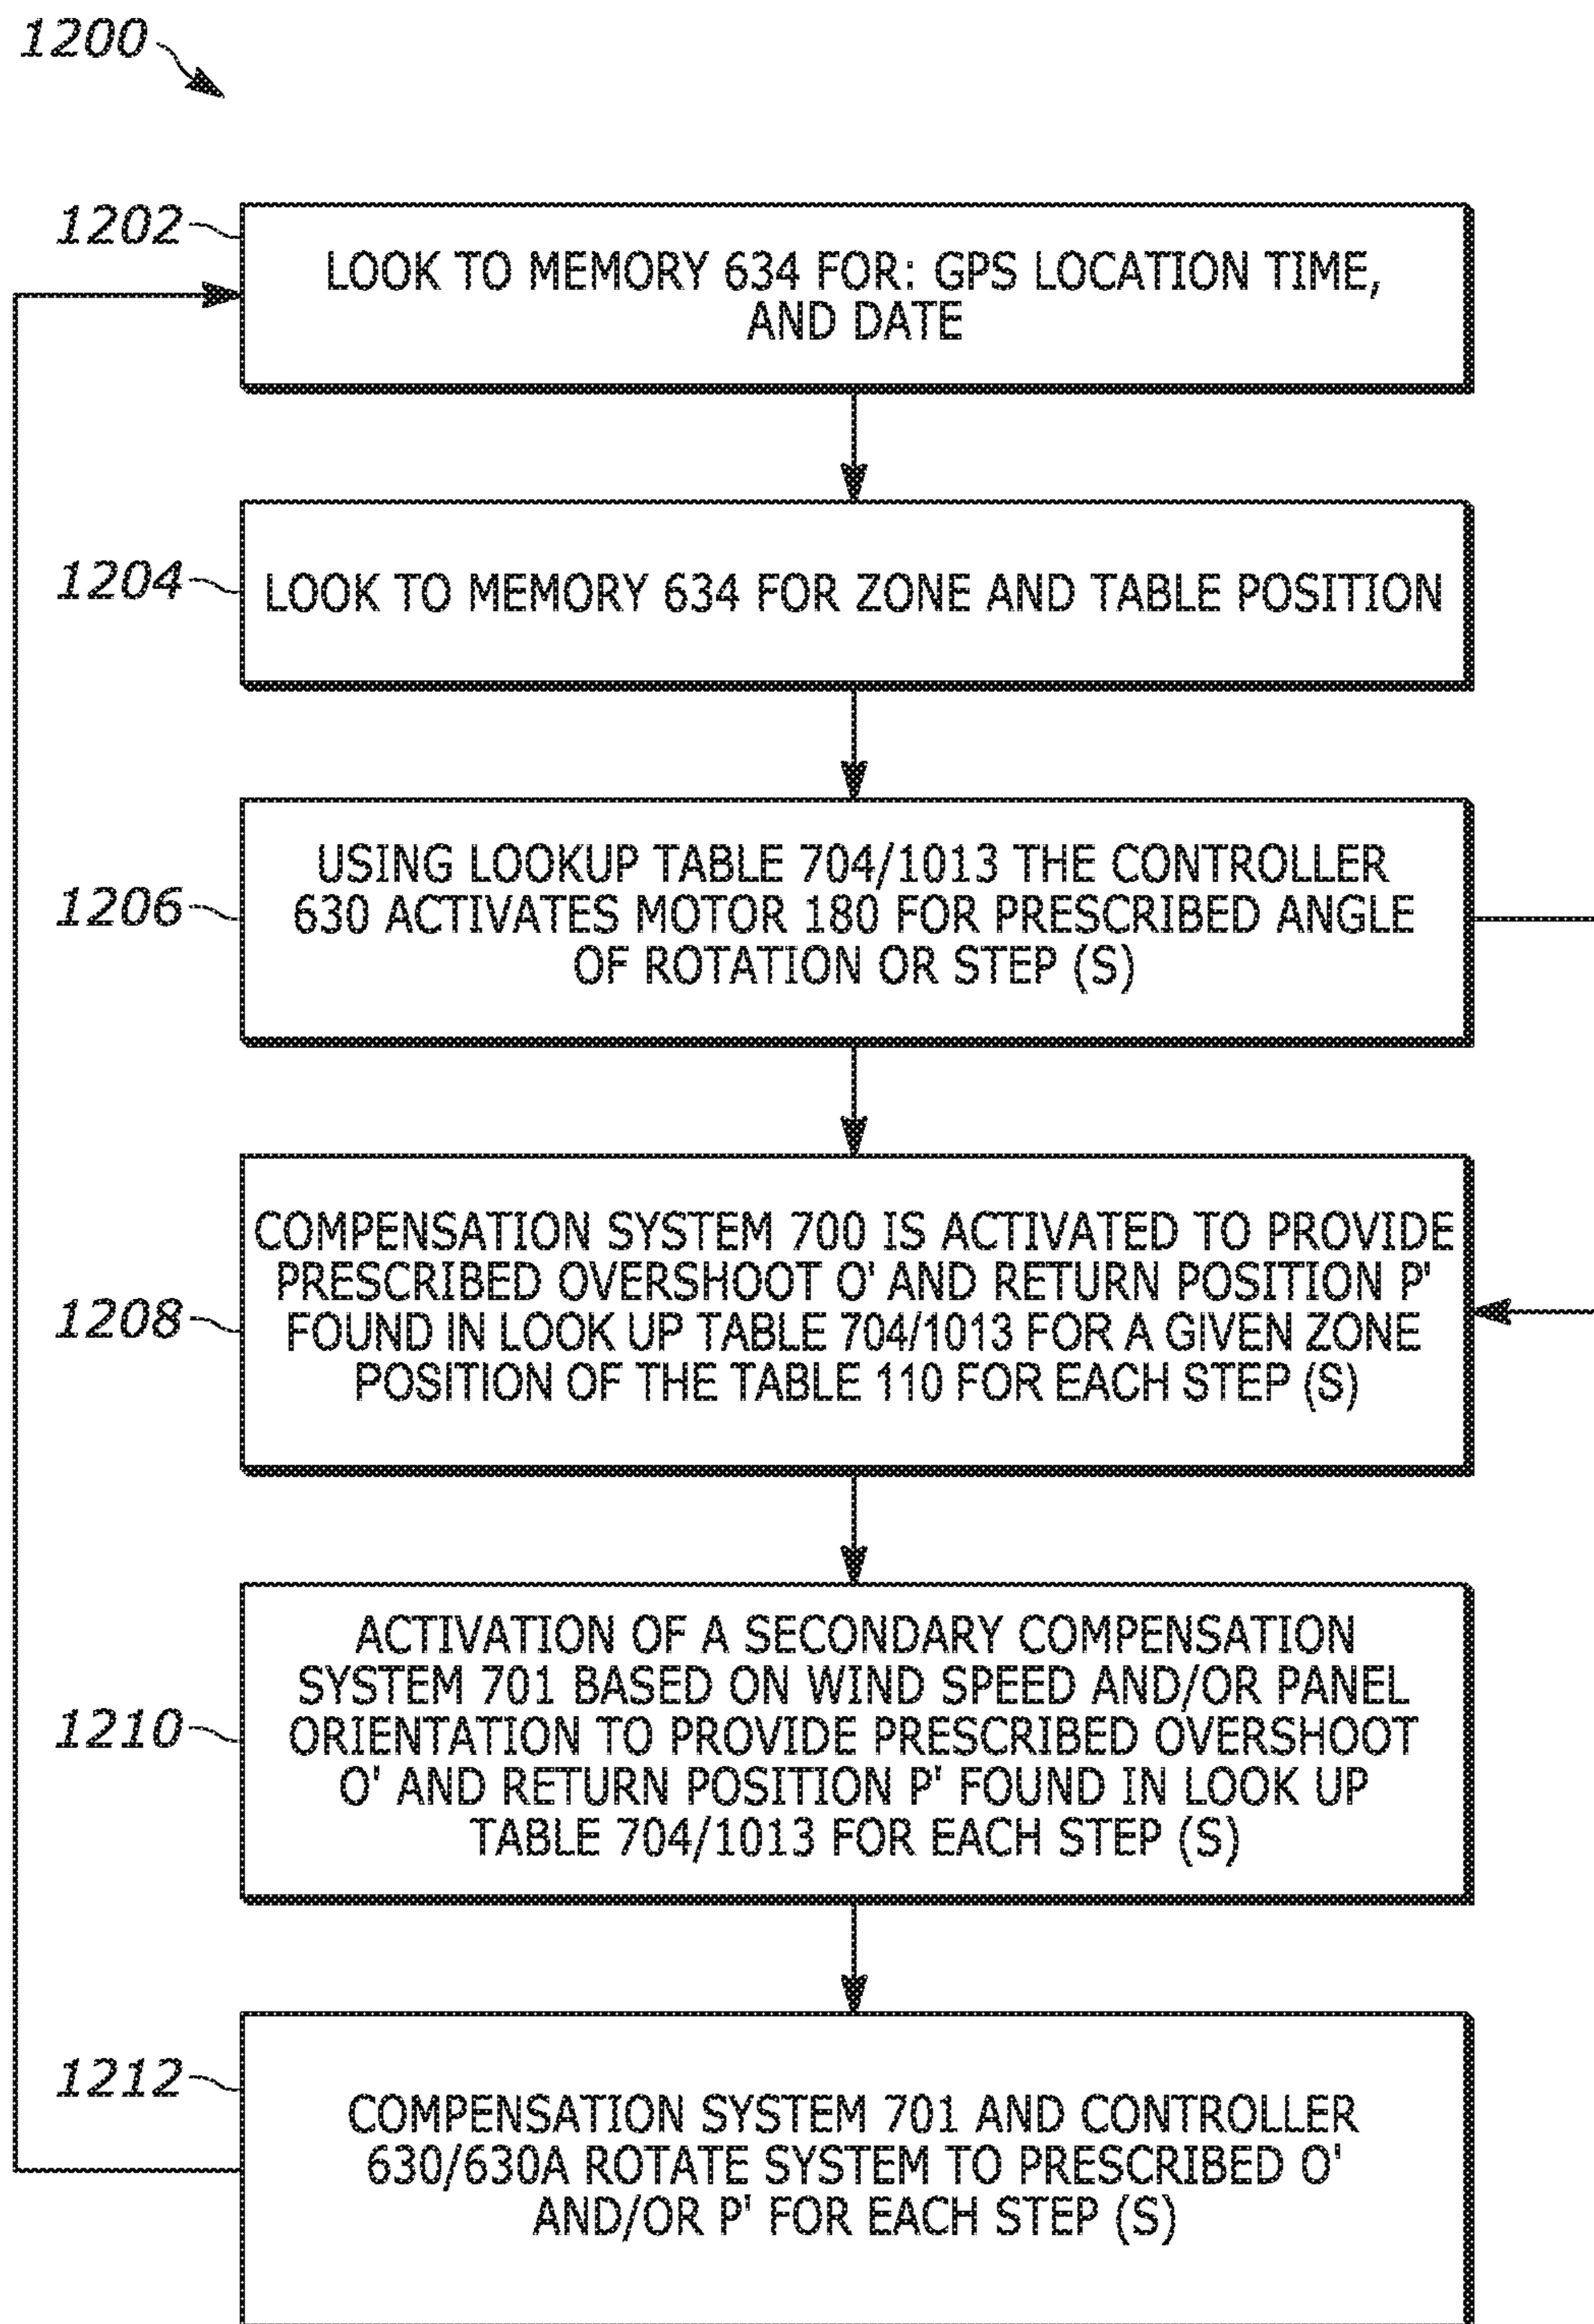 1200
1202
LOOK TO MEMORY 634 FOR: GPS LOCATION TIME,
AND DATE
1204
LOOK TO MEMORY 634 FOR ZONE AND TABLE POSITION
1206
USING LOOKUP TABLE 704/1013 THE CONTROLLER
630 ACTIVATES MOTOR 180 FOR PRESCRIBED ANGLE
OF ROTATION OR STEP (S)
1208
COMPENSATION SYSTEM 700 IS ACTIVATED TO PROVIDE
PRESCRIBED OVERSHOOT O' AND RETURN POSITION P'
FOUND IN LOOK UP TABLE 704/1013 FOR A GIVEN ZONE
POSITION OF THE TABLE 110 FOR EACH STEP (S)
1210
ACTIVATION OF A SECONDARY COMPENSATION
SYSTEM 701 BASED ON WIND SPEED AND/OR PANEL
ORIENTATION TO PROVIDE PRESCRIBED OVERSHOOT
O' AND RETURN POSITION P' FOUND IN LOOK UP
TABLE 704/1013 FOR EACH STEP (S)
1212
COMPENSATION SYSTEM 701 AND CONTROLLER
630/630A ROTATE SYSTEM TO PRESCRIBED O'
AND/OR P' FOR EACH STEP (S)